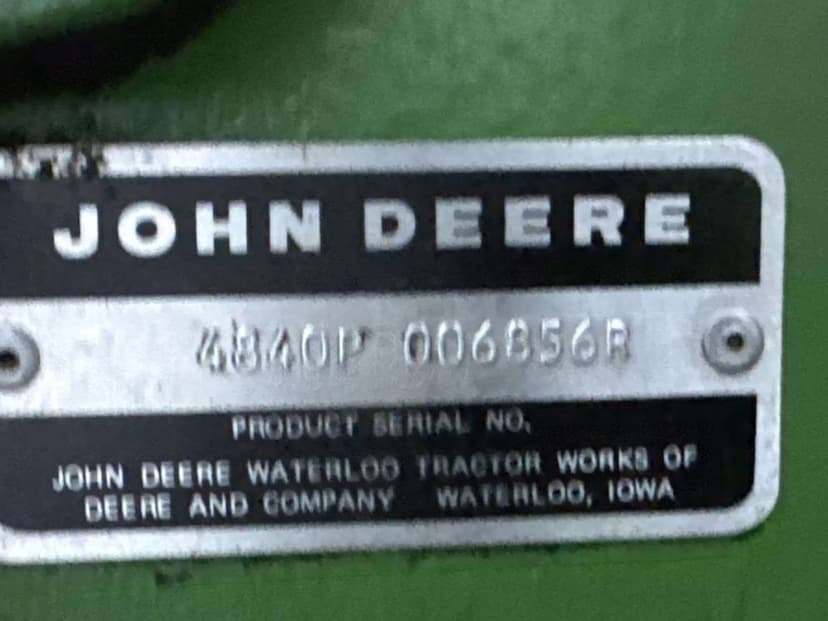 JOHN DEERE
4840P 006856R
PRODUCT SERIAL NO.
JOHN DEERE WATERLOO TRACTOR WORKS OF
DEERE AND COMPANY WATERLOO, IOWA